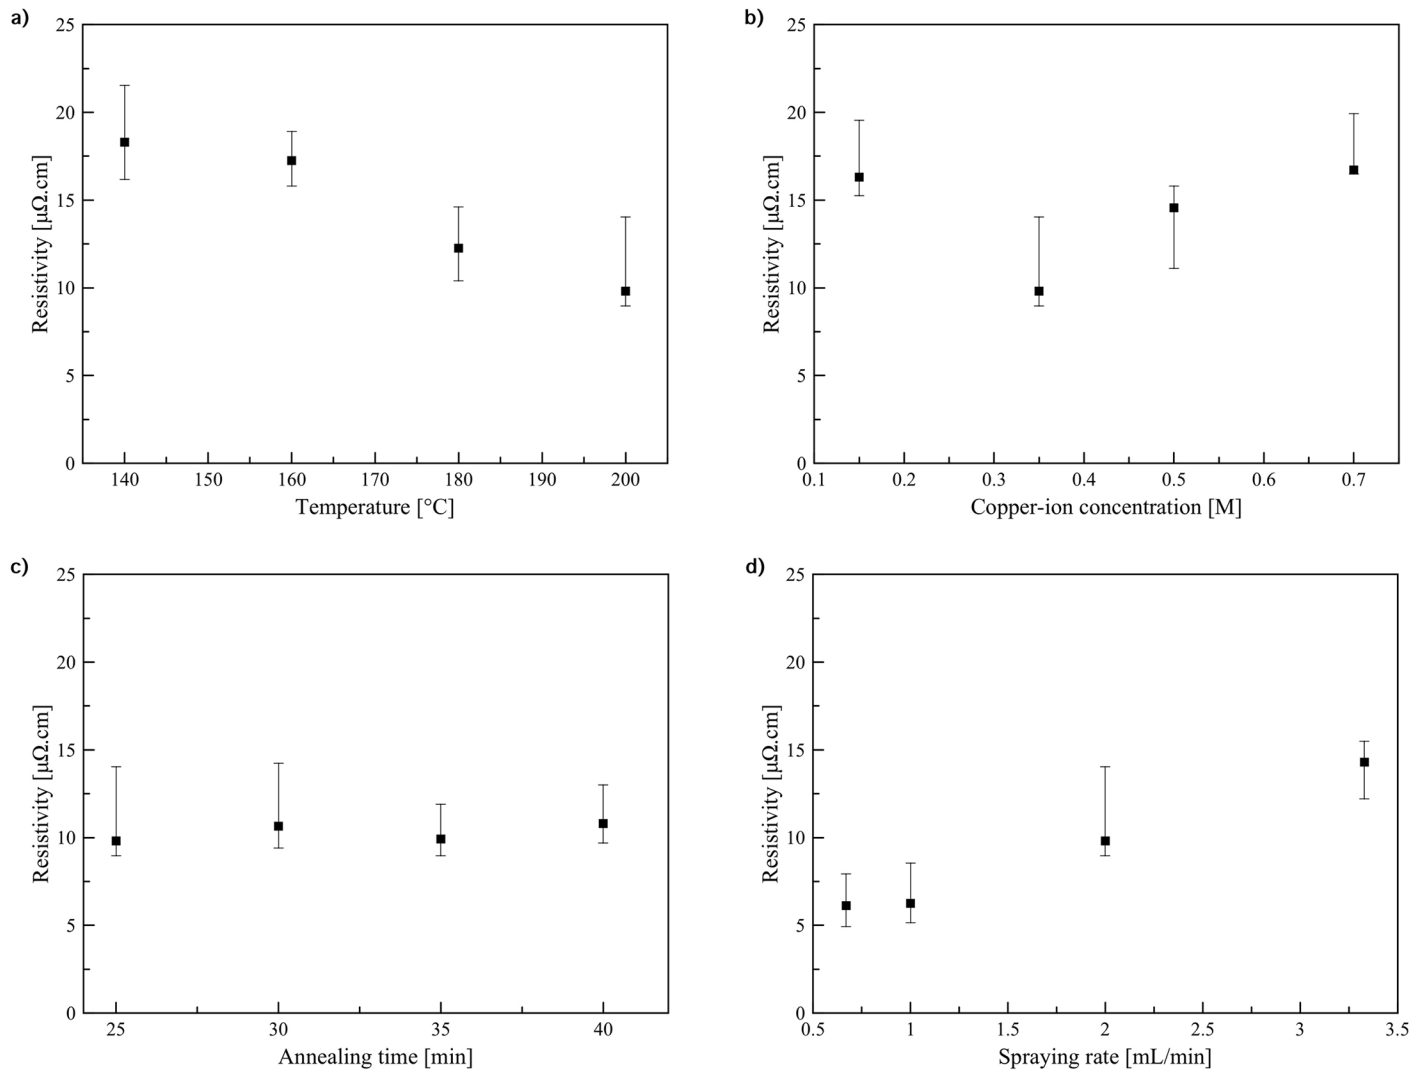 a)
25
20
15
10
5
0
Resistivity [μΩ.cm]
140 150 160 170 180 190 200
Temperature [°C]
b)
25
20
15
10
5
0
Resistivity [μΩ.cm]
0.1 0.2 0.3 0.4 0.5 0.6 0.7
Copper-ion concentration [M]
c)
25
20
15
10
5
0
Resistivity [μΩ.cm]
25 30 35 40
Annealing time [min]
d)
25
20
15
10
5
0
Resistivity [μΩ.cm]
0.5 1 1.5 2 2.5 3 3.5
Spraying rate [mL/min]